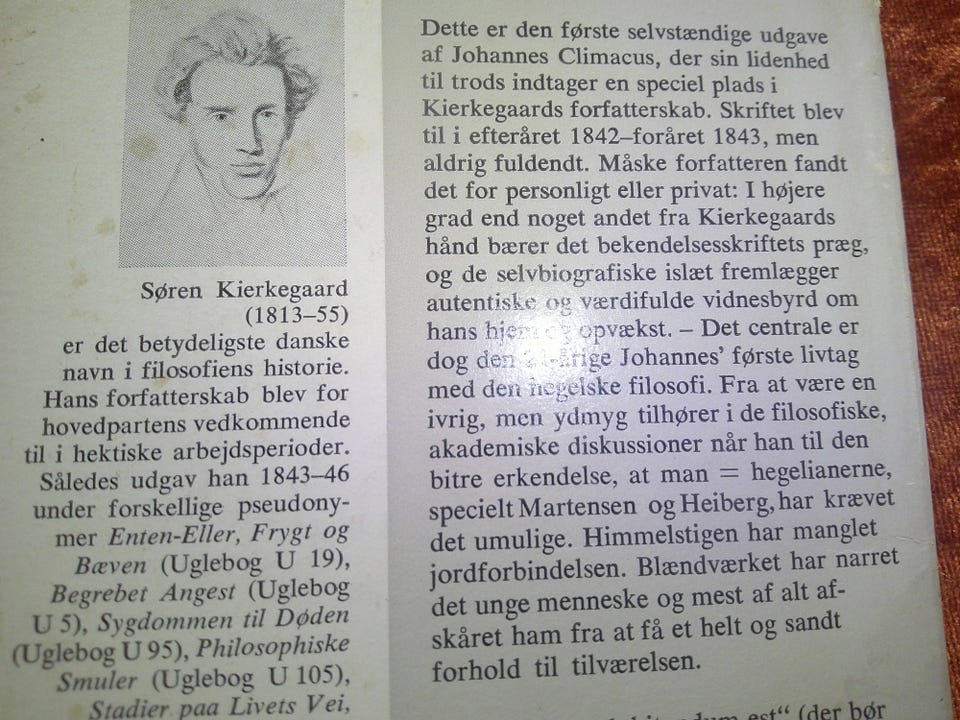 Søren Kierkegaard
(1813–55)
er det betydeligste danske
navn i filosofiens historie.
Hans forfatterskab blev for
hovedpartens vedkommende
til i hektiske arbejdsperioder.
Således udgav han 1843–46
under forskellige pseudony-
mer Enten-Eller, Frygt og
Bæven (Uglebog U 19),
Begrebet Angest (Uglebog
U 5), Sygdommen til Døden
(Uglebog U 95), Philosophiske
Smuler (Uglebog U 105),
Stadier paa Livets Vei,
Dette er den første selvstændige udgave
af Johannes Climacus, der sin lidenhed
til trods indtager en speciel plads i
Kierkegaards forfatterskab. Skriftet blev
til i efteråret 1842–foråret 1843, men
aldrig fuldendt. Måske forfatteren fandt
det for personligt eller privat: I højere
grad end noget andet fra Kierkegaards
hånd bærer det bekendelsesskriftets præg,
og de selvbiografiske islæt fremlægger
autentiske og værdifulde vidnesbyrd om
hans hjem og opvækst. – Det centrale er
dog den Johannes’ første livtag
med den hegelske filosofi. Fra at være en
ivrig, men ydmyg tilhører i de filosofiske,
akademiske diskussioner når han til den
bitre erkendelse, at man = hegelianerne,
specielt Martensen og Heiberg, har krævet
det umulige. Himmelstigen har manglet
jordforbindelsen. Blændværket har narret
det unge menneske og mest af alt af-
skåret ham fra at få et helt og sandt
forhold til tilværelsen.
est“ (der bør